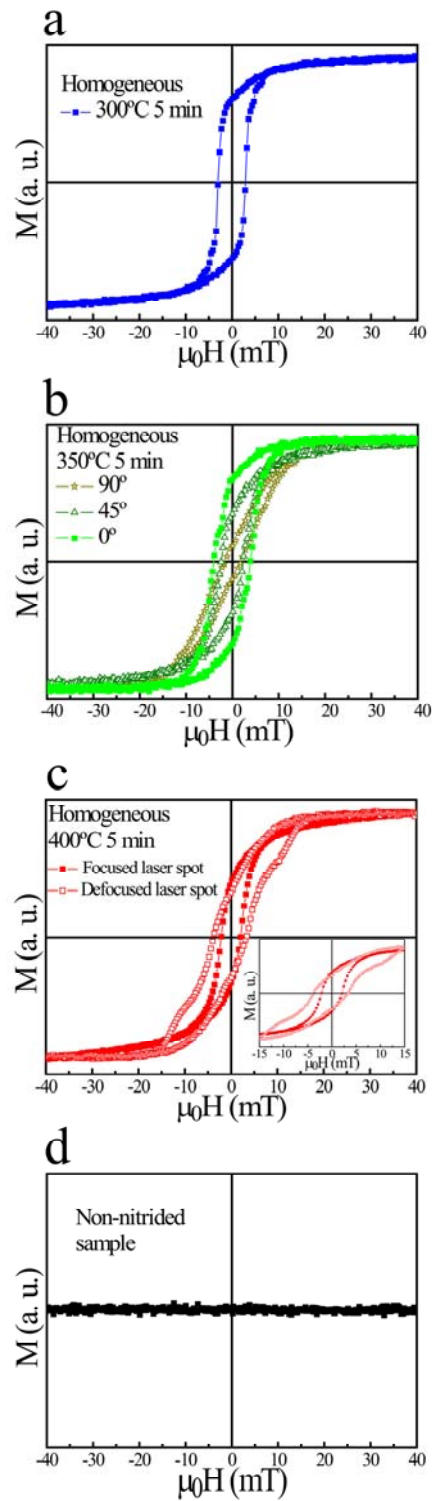 a
Homogeneous
300ºC 5 min
M (a. u.)
-40 -30 -20 -10 0 10 20 30 40
μ₀H (mT)
b
Homogeneous
350ºC 5 min
90º
45º
0º
M (a. u.)
-40 -30 -20 -10 0 10 20 30 40
μ₀H (mT)
c
Homogeneous
400ºC 5 min
Focused laser spot
Defocused laser spot
M (a. u.)
M (a. u.)
-15 -10 -5 0 5 10 15
μ₀H (mT)
-40 -30 -20 -10 0 10 20 30 40
μ₀H (mT)
d
Non-nitrided
sample
M (a. u.)
-40 -30 -20 -10 0 10 20 30 40
μ₀H (mT)